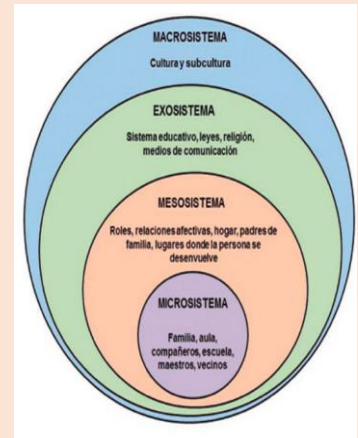 MACROSISTEMA
Cultura y subcultura
EXOSISTEMA
Sistema educativo, leyes, religión,
medios de comunicación
MESOSISTEMA
Roles, relaciones afectivas, hogar, padres de
familia, lugares donde la persona se
desenvuelve
MICROSISTEMA
Familia, aula,
compañeros, escuela,
maestros, vecinos